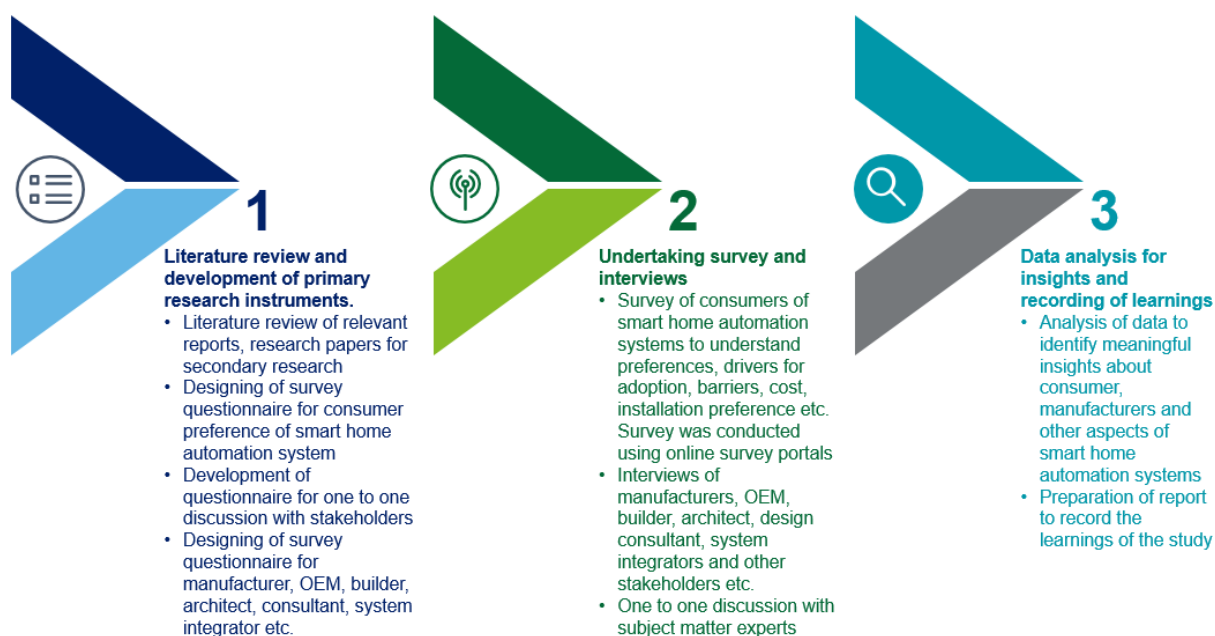 1
Literature review and
development of primary
research instruments.
• Literature review of relevant
reports, research papers for
secondary research
• Designing of survey
questionnaire for consumer
preference of smart home
automation system
• Development of
questionnaire for one to one
discussion with stakeholders
• Designing of survey
questionnaire for
manufacturer, OEM, builder,
architect, consultant, system
integrator etc.
2
Undertaking survey and
interviews
• Survey of consumers of
smart home automation
systems to understand
preferences, drivers for
adoption, barriers, cost,
installation preference etc.
Survey was conducted
using online survey portals
• Interviews of
manufacturers, OEM,
builder, architect, design
consultant, system
integrators and other
stakeholders etc.
• One to one discussion with
subject matter experts
3
Data analysis for
insights and
recording of learnings
• Analysis of data to
identify meaningful
insights about
consumer,
manufacturers and
other aspects of
smart home
automation systems
• Preparation of report
to record the
learnings of the study